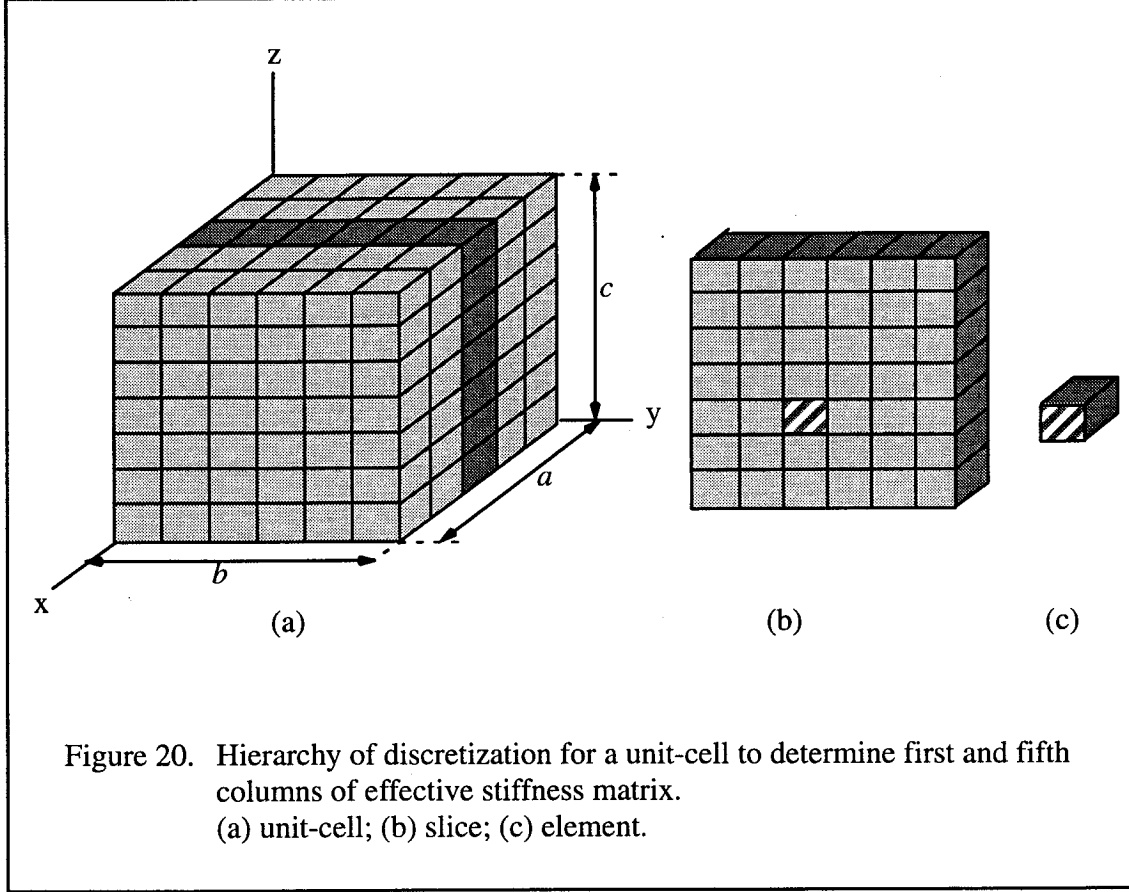 z
c
y
a
b
x
(a)
(b)
(c)
Figure 20. Hierarchy of discretization for a unit-cell to determine first and fifth
columns of effective stiffness matrix.
(a) unit-cell; (b) slice; (c) element.